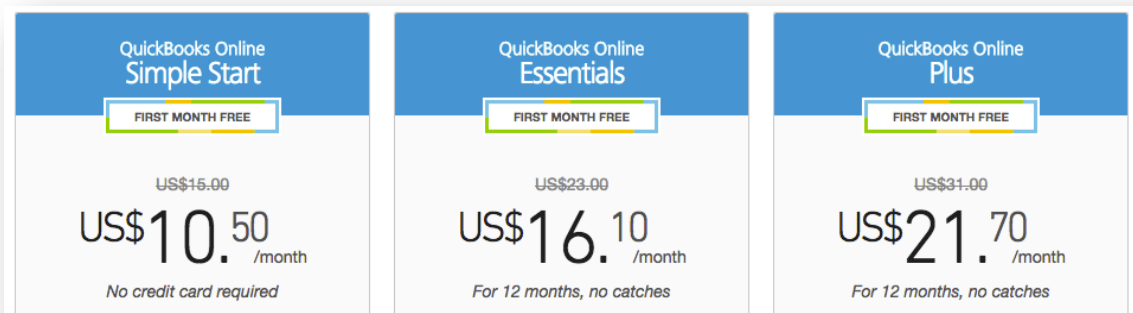 QuickBooks Online
Simple Start
FIRST MONTH FREE
US$15.00
US$10.50
/month
No credit card required
QuickBooks Online
Essentials
FIRST MONTH FREE
US$23.00
US$16.10
/month
For 12 months, no catches
QuickBooks Online
Plus
FIRST MONTH FREE
US$31.00
US$21.70
/month
For 12 months, no catches